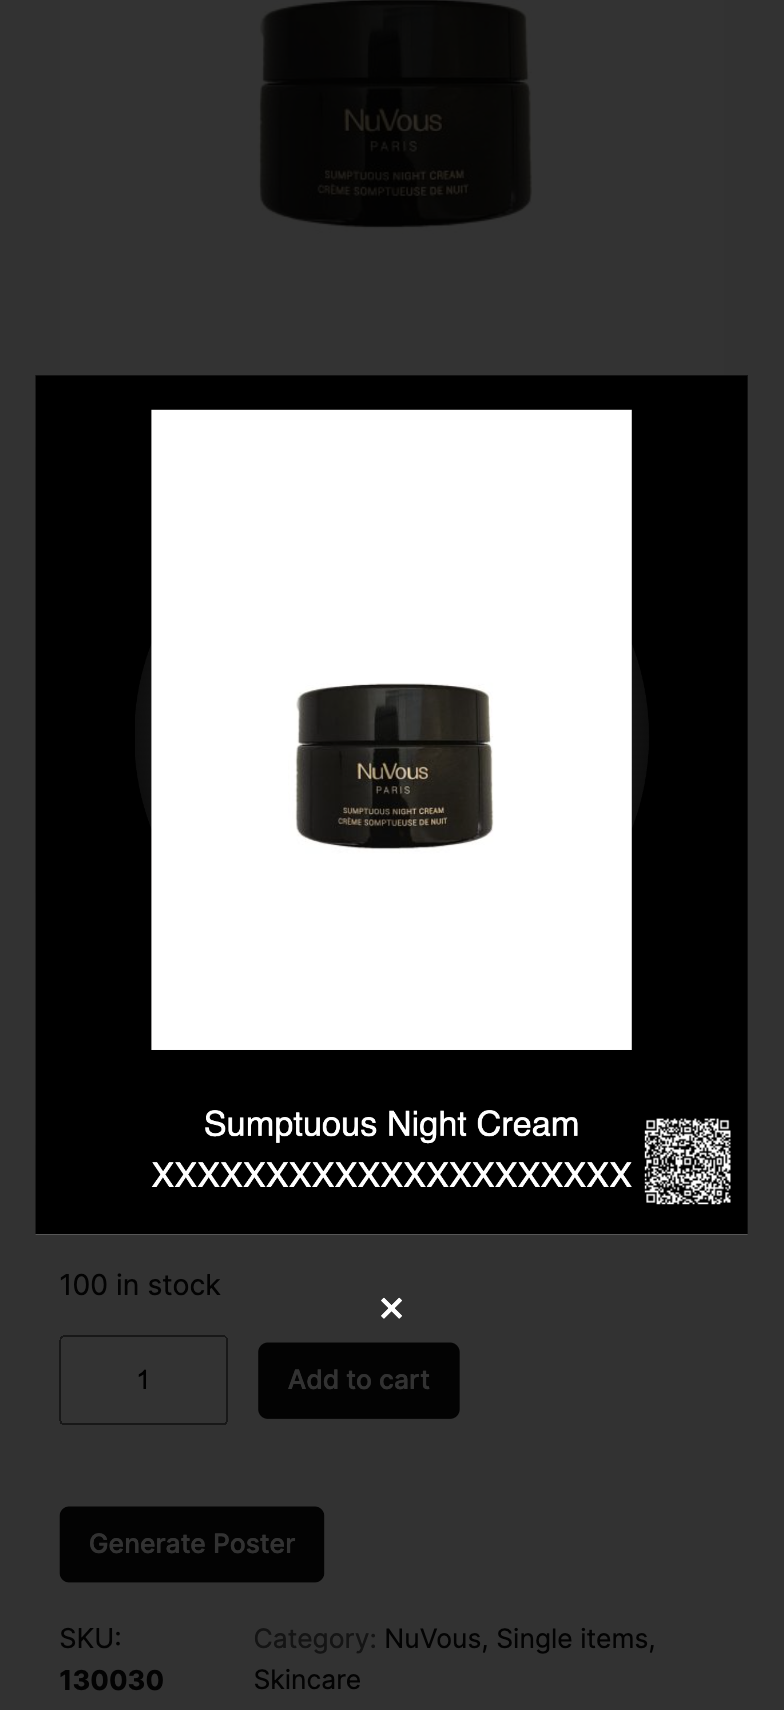 NuVous
PARIS
SUMPTUOUS NIGHT CREAM
CRÈME SOMPTUEUSE DE NUIT
NuVous
PARIS
SUMPTUOUS NIGHT CREAM
CRÈME SOMPTUEUSE DE NUIT
Sumptuous Night Cream
XXXXXXXXXXXXXXXXXXXXX
100 in stock
×
1 Add to cart
Generate Poster
SKU: Category: NuVous, Single items,
130030 Skincare